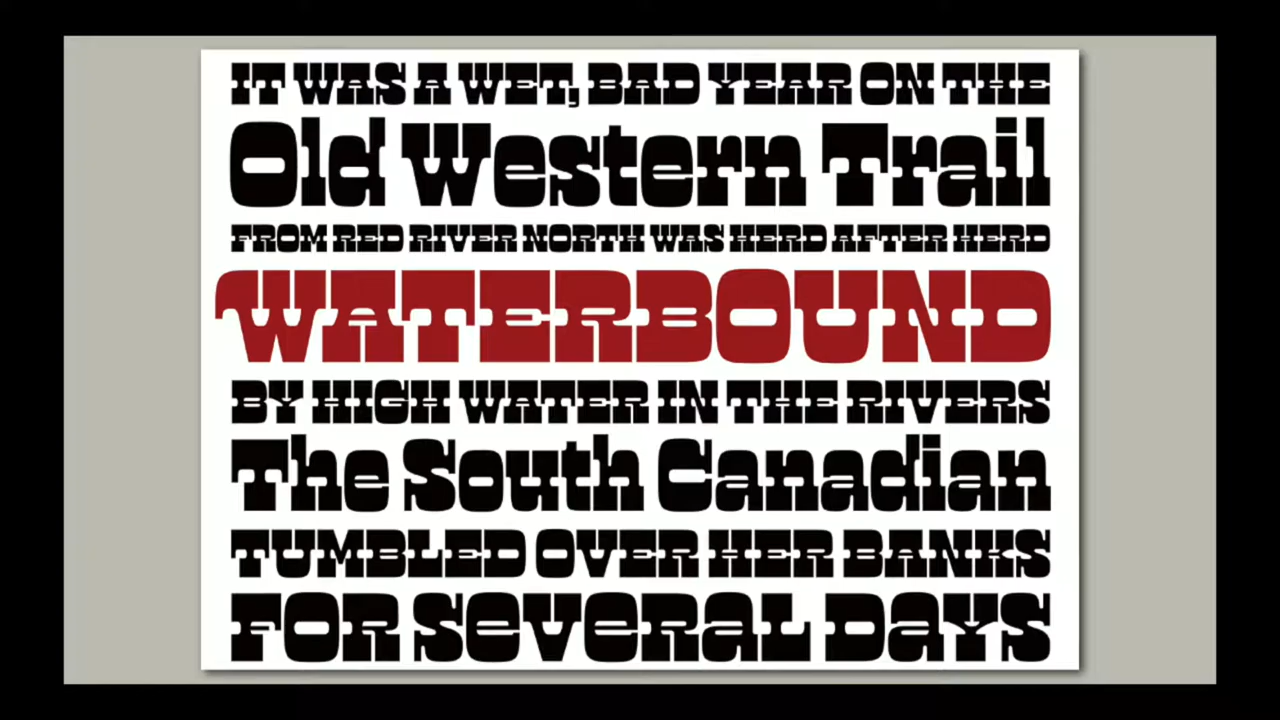 IT WAS A WET, BAD YEAR ON THE
Old Western Trail
FROM RED RIVER NORTH WAS HERD AFTER HERD
WATERBOUND
BY HIGH WATER IN THE RIVERS
The South Canadian
TUMBLED OVER HER BANKS
FOR SeVeRaL DaYS